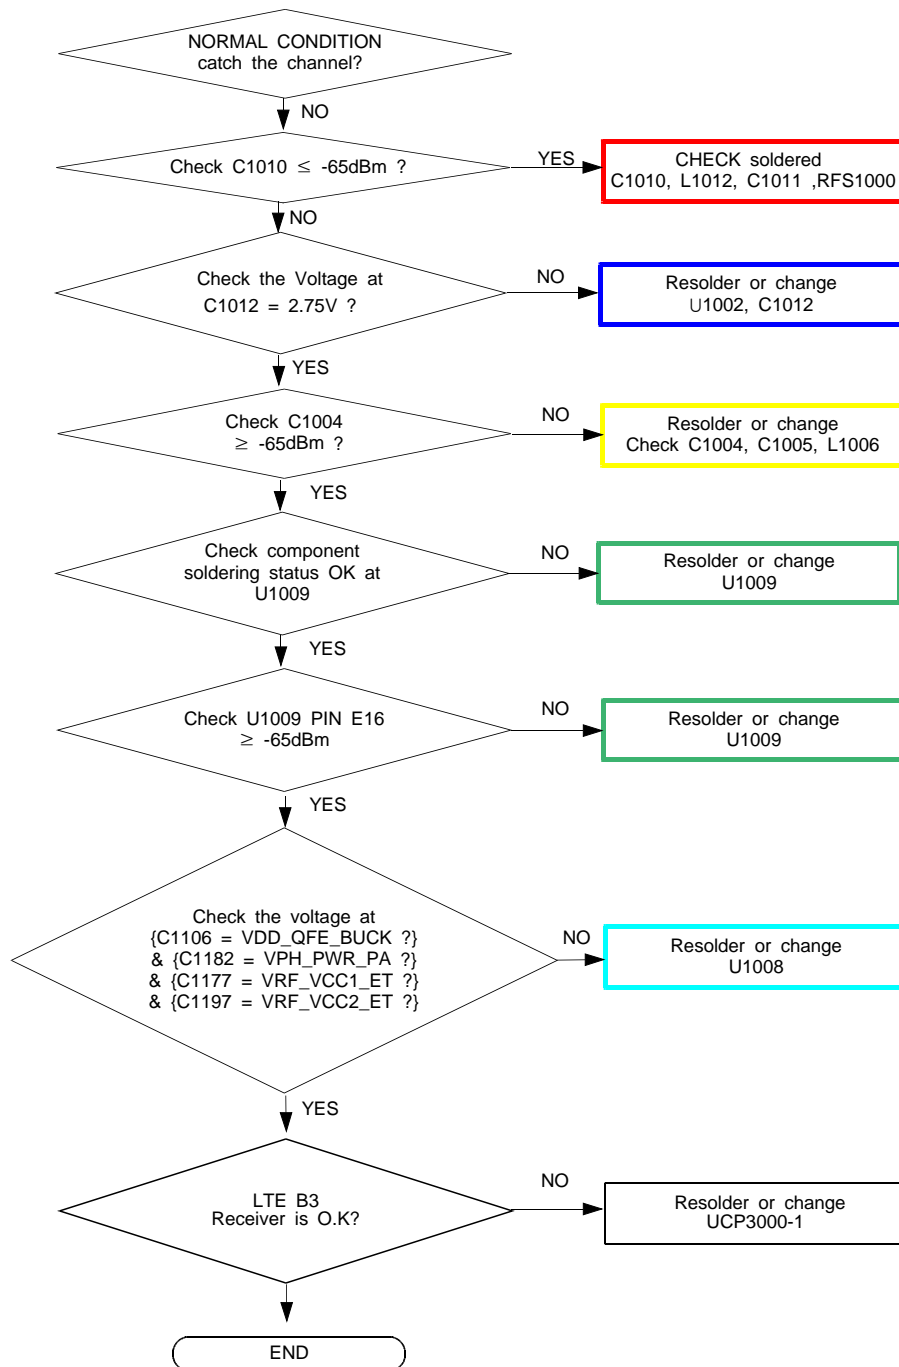 NORMAL CONDITION
catch the channel?
NO
Check C1010 ≤ -65dBm ?
YES
CHECK soldered
C1010, L1012, C1011 ,RFS1000
NO
Check the Voltage at
C1012 = 2.75V ?
NO
Resolder or change
U1002, C1012
YES
Check C1004
≥ -65dBm ?
NO
Resolder or change
Check C1004, C1005, L1006
YES
Check component
soldering status OK at
U1009
NO
Resolder or change
U1009
YES
Check U1009 PIN E16
≥ -65dBm
NO
Resolder or change
U1009
YES
Check the voltage at
{C1106 = VDD_QFE_BUCK ?}
& {C1182 = VPH_PWR_PA ?}
& {C1177 = VRF_VCC1_ET ?}
& {C1197 = VRF_VCC2_ET ?}
NO
Resolder or change
U1008
YES
LTE B3
Receiver is O.K?
NO
Resolder or change
UCP3000-1
END